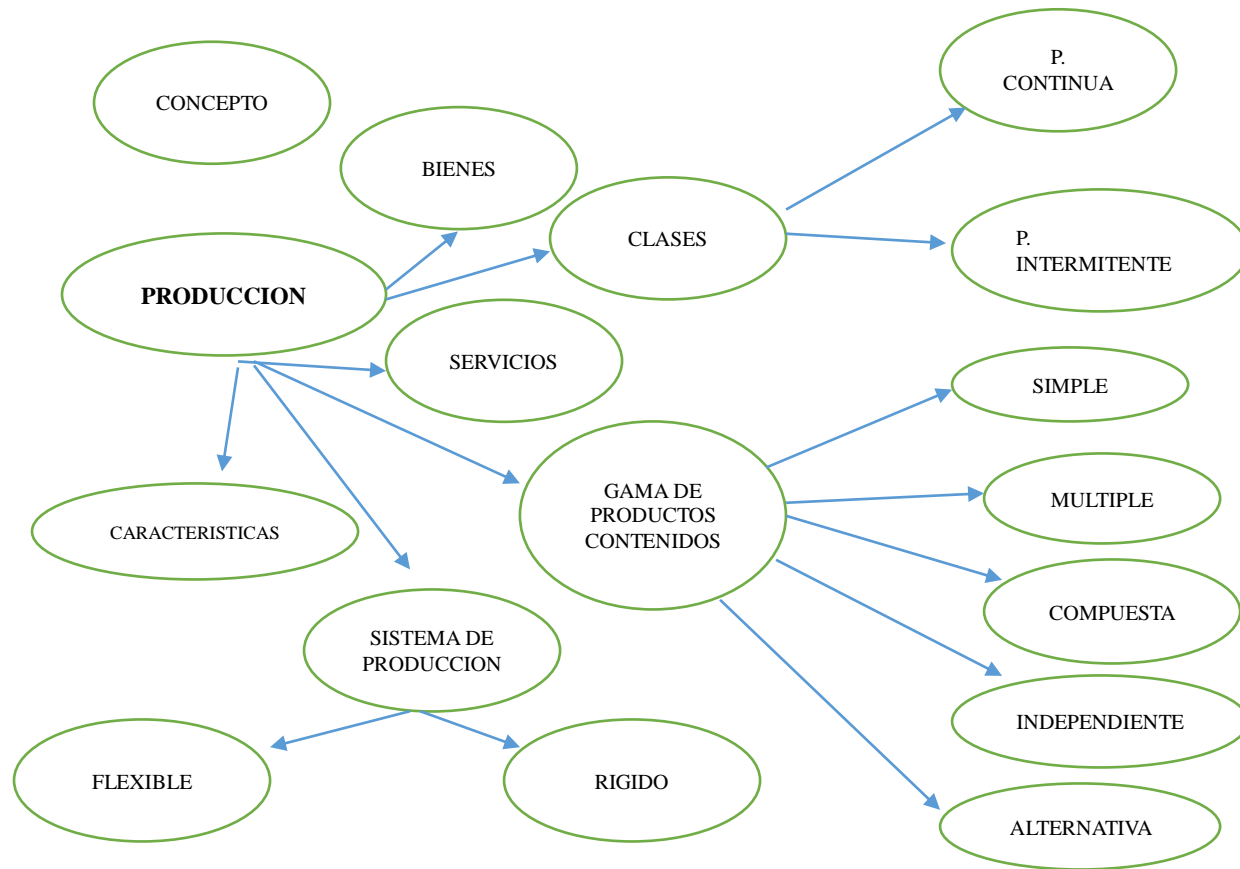 CONCEPTO
BIENES
P.
CONTINUA
CLASES
P.
INTERMITENTE
PRODUCCION
SERVICIOS
SIMPLE
GAMA DE
PRODUCTOS
CONTENIDOS
MULTIPLE
CARACTERISTICAS
COMPUESTA
SISTEMA DE
PRODUCCION
INDEPENDIENTE
FLEXIBLE
RIGIDO
ALTERNATIVA